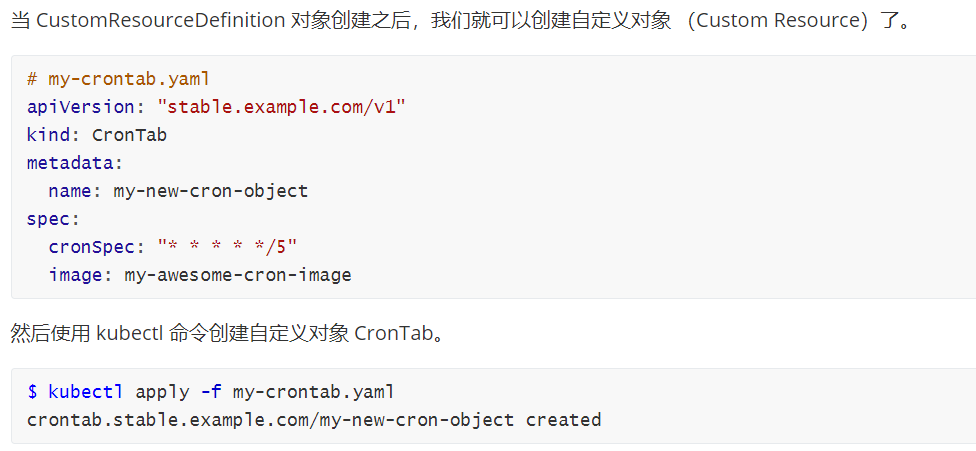 当 CustomResourceDefinition 对象创建之后，我们就可以创建自定义对象 （Custom Resource）了。
# my-crontab.yaml
apiVersion: "stable.example.com/v1"
kind: CronTab
metadata:
  name: my-new-cron-object
spec:
  cronSpec: "* * * * */5"
  image: my-awesome-cron-image
然后使用 kubectl 命令创建自定义对象 CronTab。
$ kubectl apply -f my-crontab.yaml
crontab.stable.example.com/my-new-cron-object created